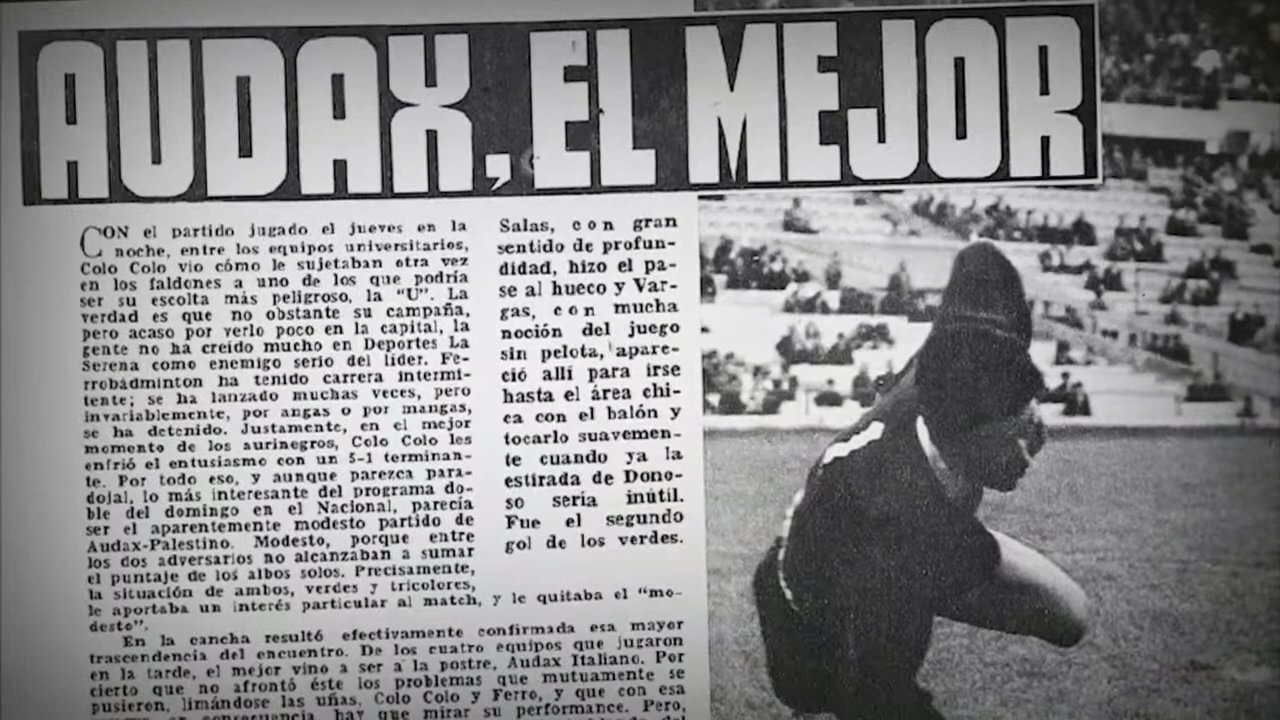 AUDAX, EL MEJOR
CON el partido jugado el jueves en la
noche, entre los equipos universitarios,
Colo Colo vio cómo le sujetaban otra vez
en los faldones a uno de los que podría
ser su escolta más peligroso, la "U". La
verdad es que no obstante su campaña,
pero acaso por verlo poco en la capital, la
gente no ha creído mucho en Deportes La
Serena como enemigo serio del líder. Fe-
rrobádminton ha tenido carrera intermi-
tente; se ha lanzado muchas veces, pero
invariablemente, por angas o por mangas,
se ha detenido. Justamente, en el mejor
momento de los aurinegros, Colo Colo les
enfrió el entusiasmo con un 5-1 terminan-
te. Por todo eso, y aunque parezca para-
dojal, lo más interesante del programa do-
ble del domingo en el Nacional, parecía
ser el aparentemente modesto partido de
Audax-Palestino. Modesto, porque entre
los dos adversarios no alcanzaban a sumar
el puntaje de los albos solos. Precisamente,
la situación de ambos, verdes y tricolores,
le aportaba un interés particular al match, y le quitaba el "mo-
desto".
En la cancha resultó efectivamente confirmada esa mayor
trascendencia del encuentro. De los cuatro equipos que jugaron
en la tarde, el mejor vino a ser a la postre, Audax Italiano. Por
cierto que no afrontó éste los problemas que mutuamente se
pusieron, limándose las uñas, Colo Colo y Ferro, y que con esa
consecuencia hay que mirar su performance. Pero,
Salas, con gran
sentido de profun-
didad, hizo el pa-
se al hueco y Var-
gas, con mucha
noción del juego
sin pelota, apare-
ció allí para irse
hasta el área chi-
ca con el balón y
tocarlo suavemen-
te cuando ya la
estirada de Dono-
so sería inútil.
Fue el segundo
gol de los verdes.